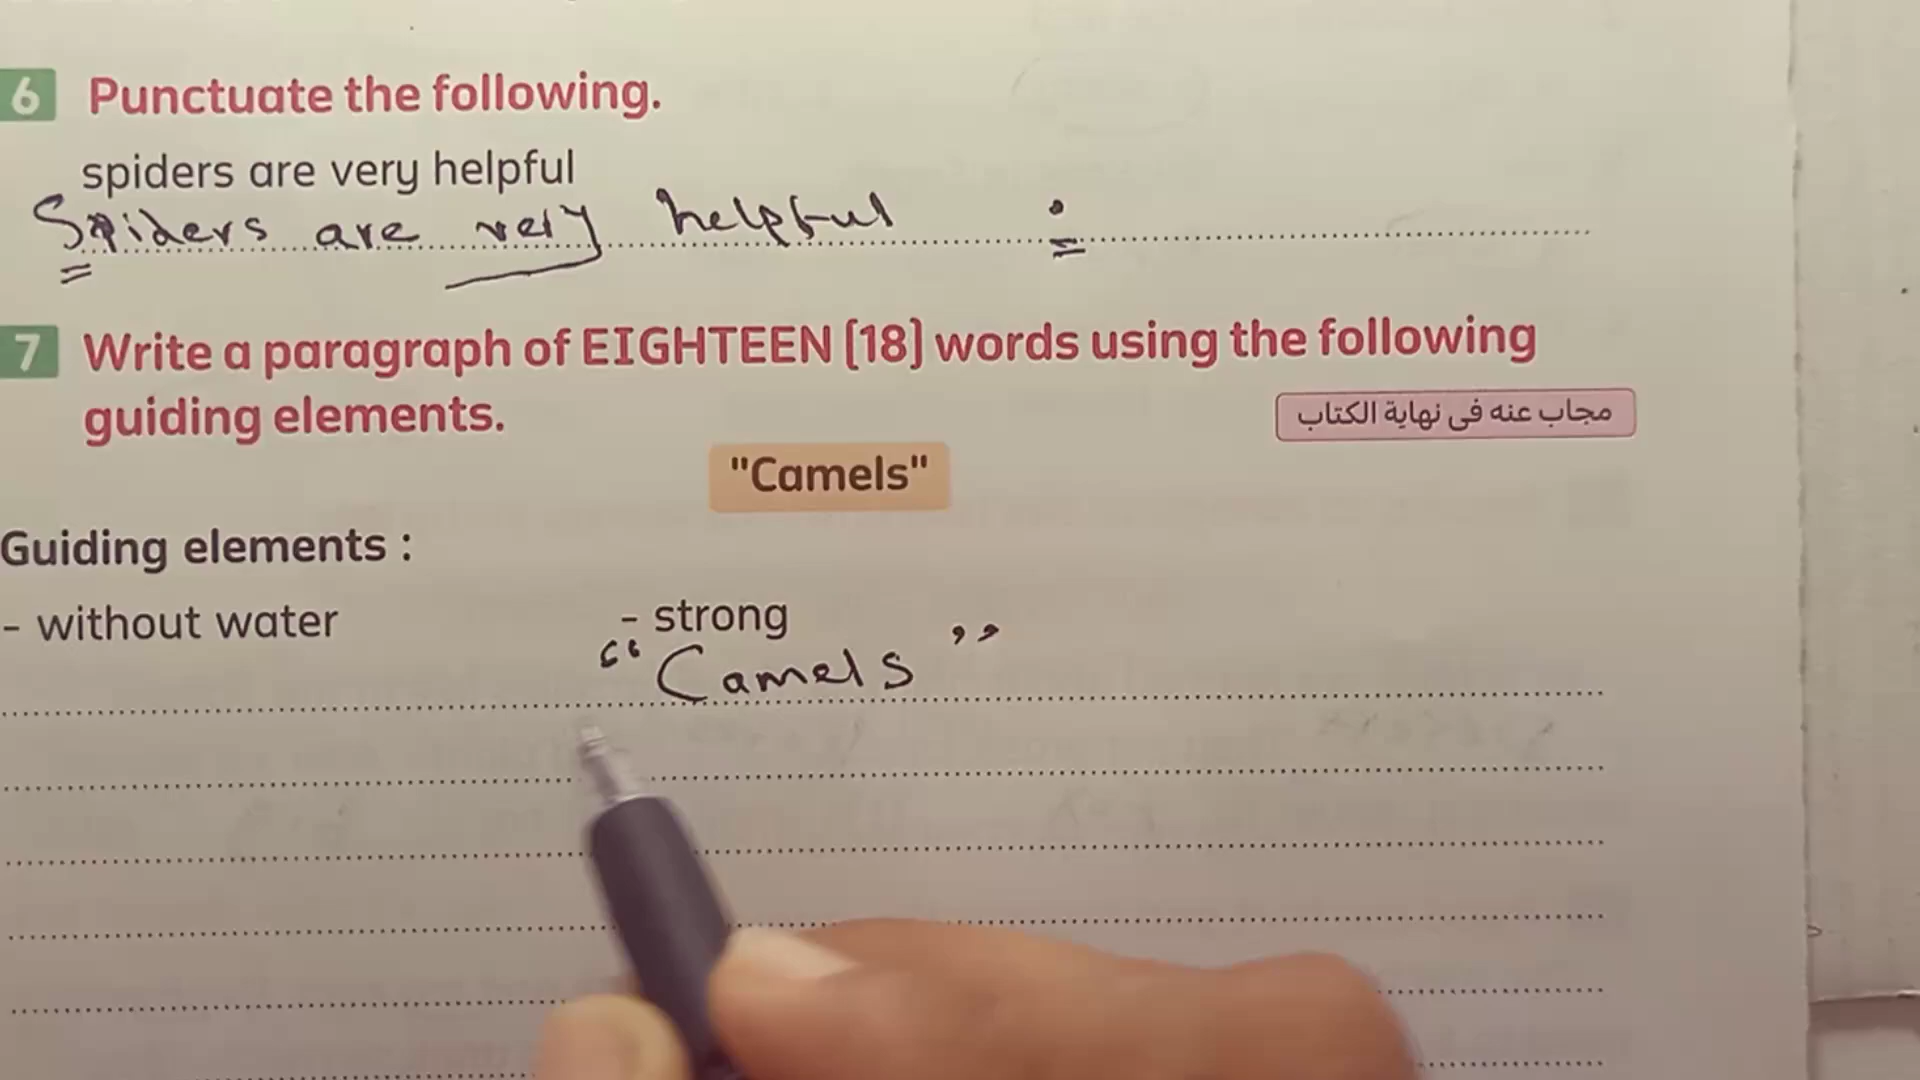 6 Punctuate the following.
spiders are very helpful
Spiders are very helpful .
7 Write a paragraph of EIGHTEEN (18) words using the following
guiding elements.
مجاب عنه فى نهاية الكتاب
"Camels"
Guiding elements :
- without water - strong
“Camels”